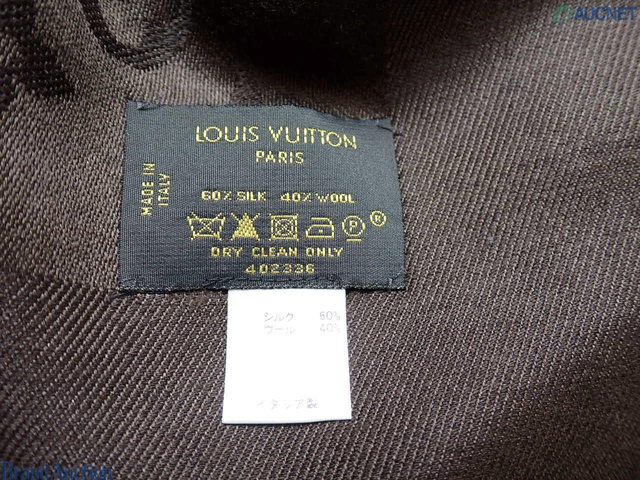 AUCNET
LOUIS VUITTON
PARIS
MADE IN
ITALY
60% SILK 40% WOOL
P ®
DRY CLEAN ONLY
402336
シルク 60%
ウール 40%
イタリア製
Brand Auction